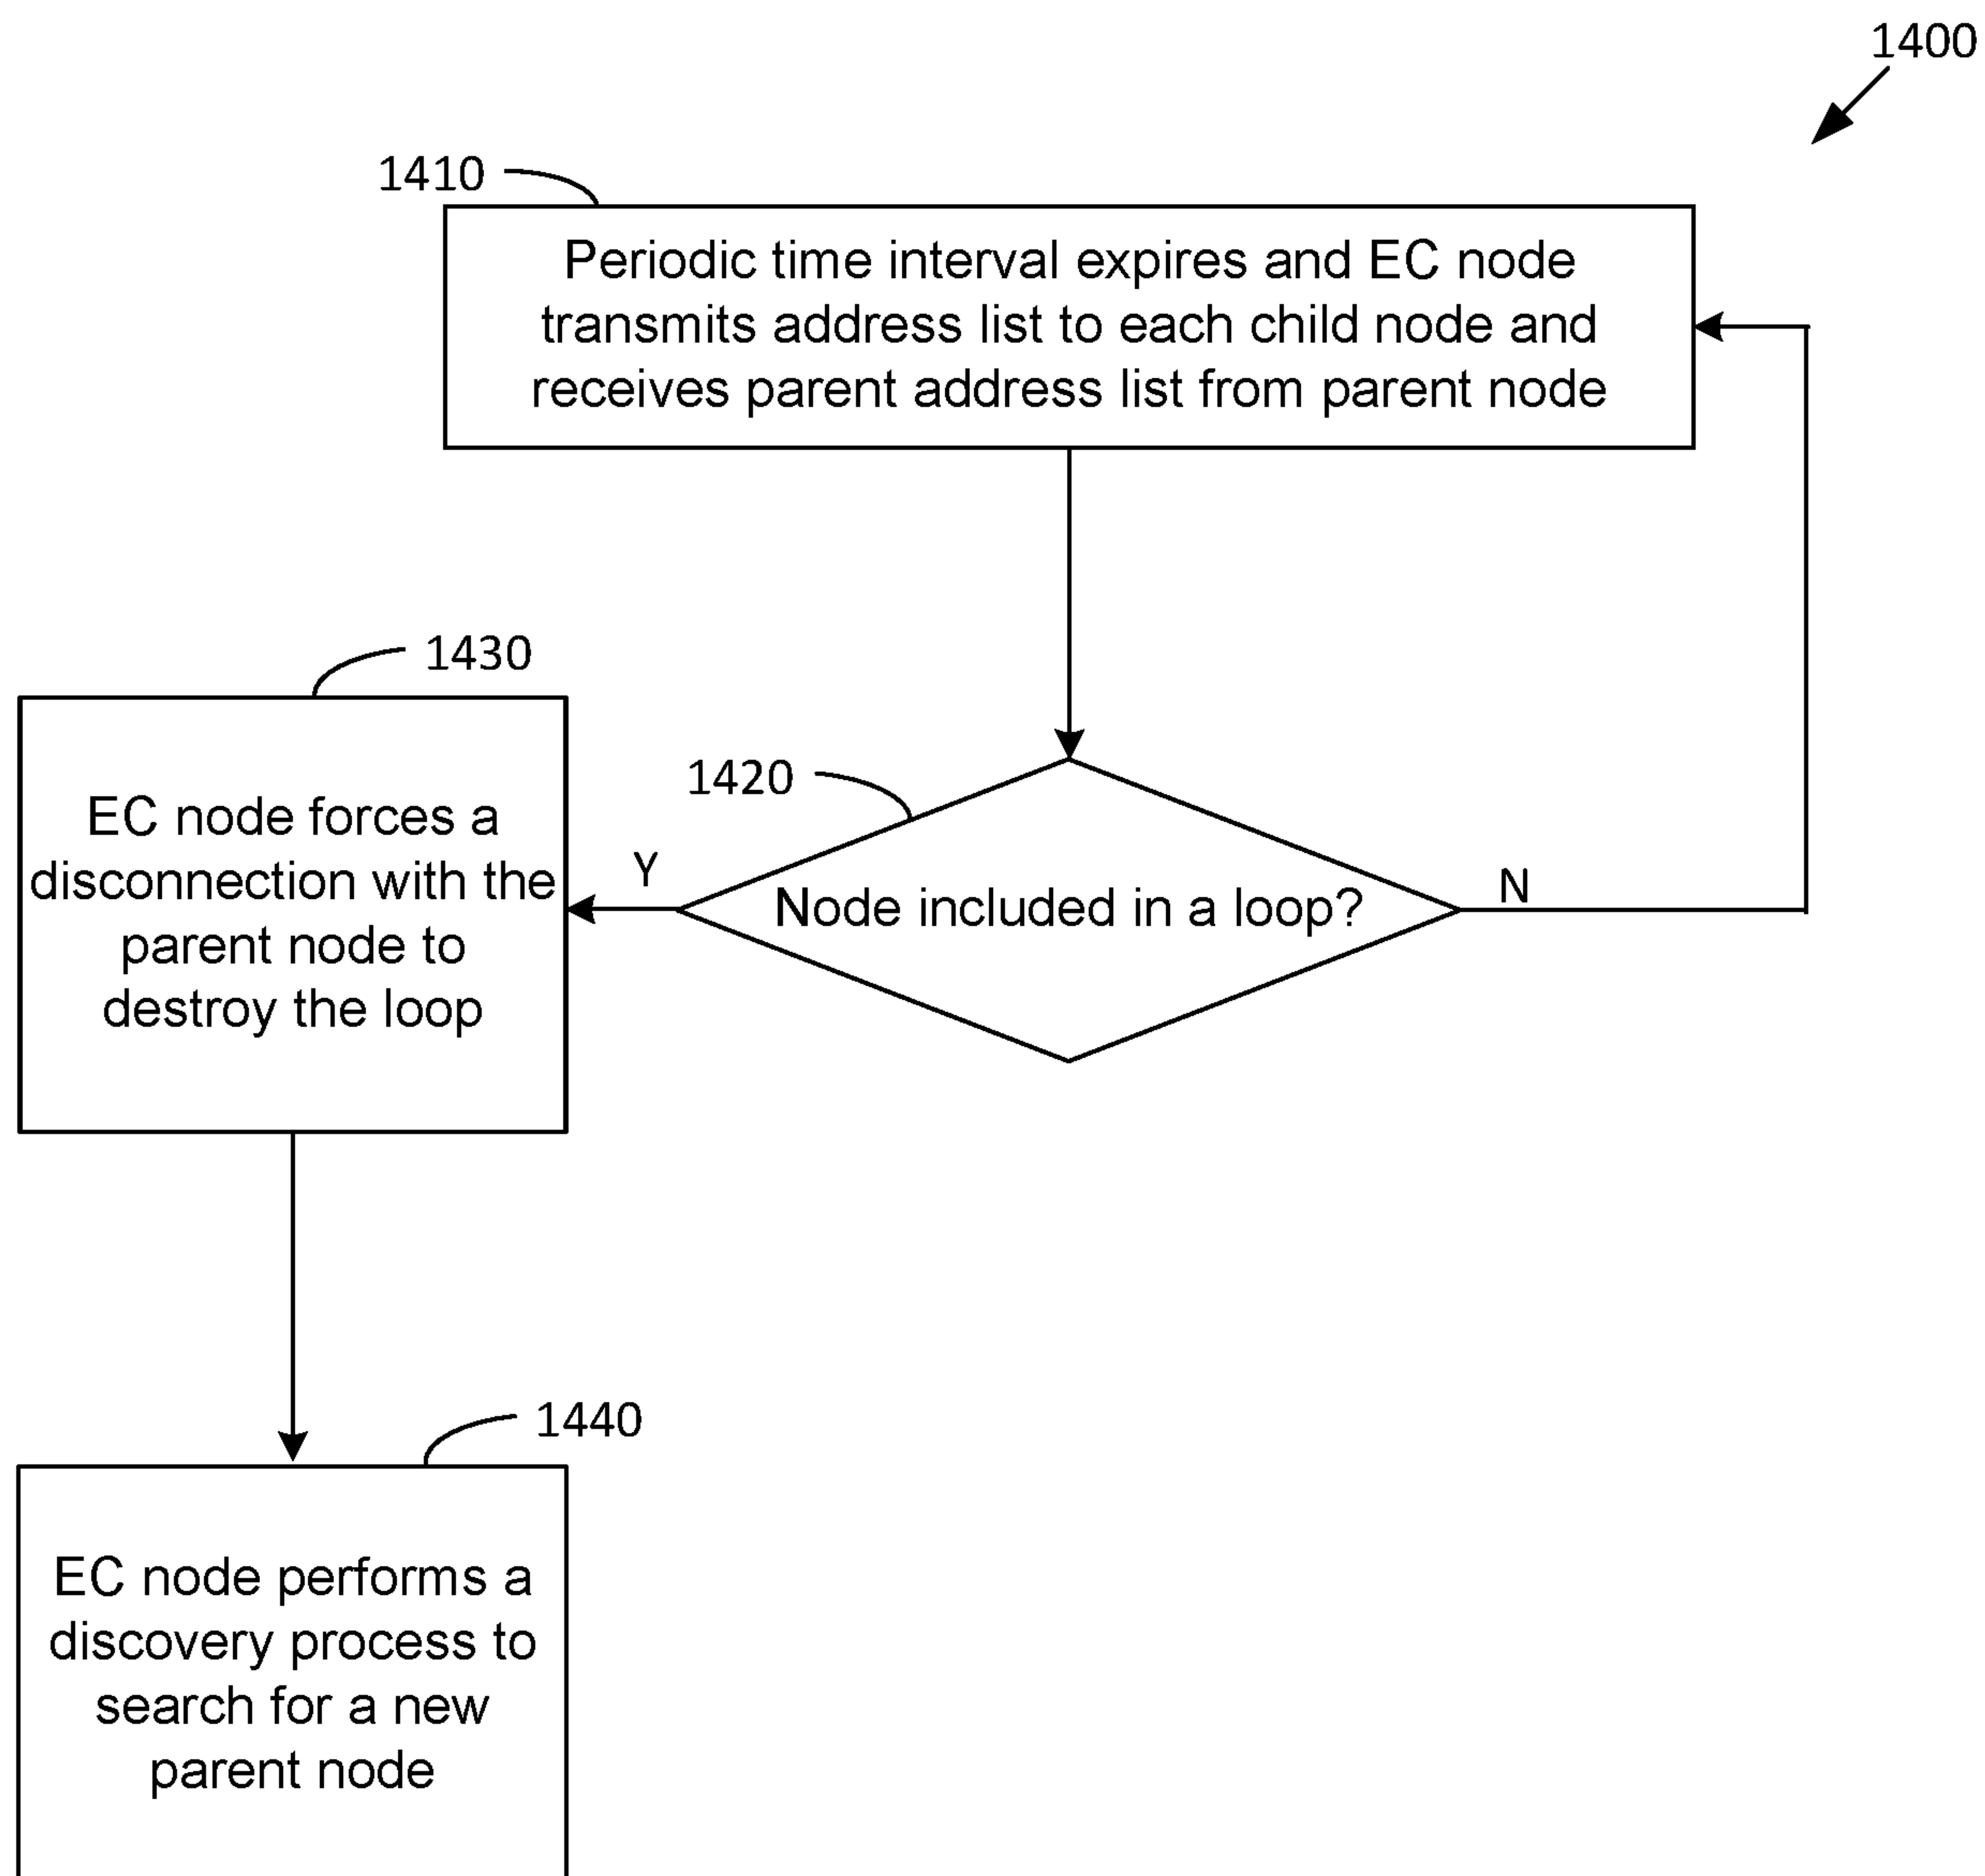 1400
1410
Periodic time interval expires and EC node
transmits address list to each child node and
receives parent address list from parent node
1430
EC node forces a
disconnection with the
parent node to
destroy the loop
1420
Y
Node included in a loop?
N
1440
EC node performs a
discovery process to
search for a new
parent node